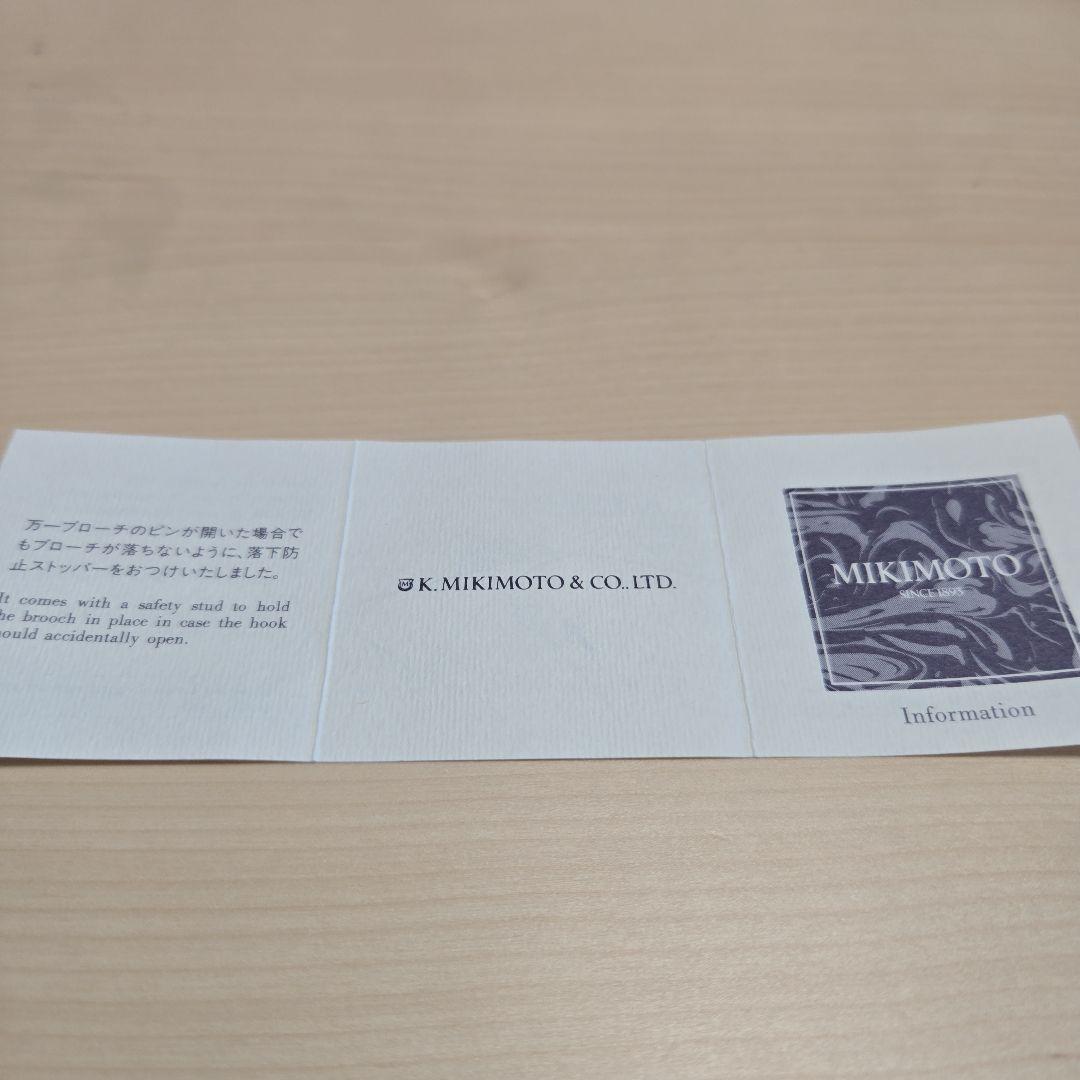 万一ブローチのピンが開いた場合で
もブローチが落ちないように、落下防
止ストッパーをおつけいたしました。
It comes with a safety stud to hold
he brooch in place in case the hook
hould accidentally open.
M K. MIKIMOTO & CO., LTD.
MIKIMOTO
SINCE 1893
Information